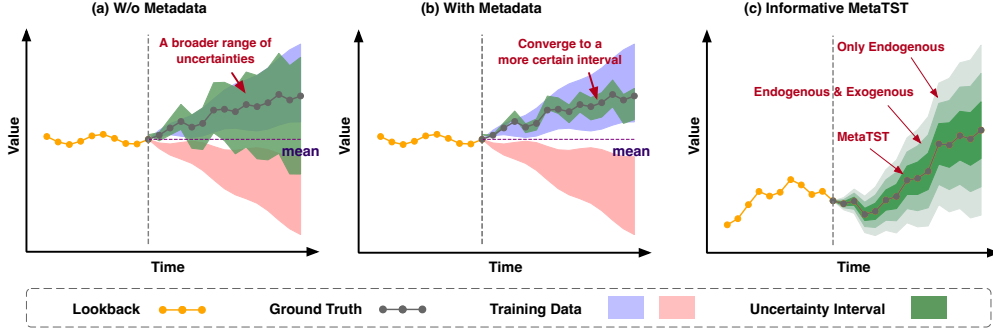 (a) W/o Metadata
(b) With Metadata
(c) Informative MetaTST
A broader range of
uncertainties
mean
Value
Time
Converge to a
more certain interval
mean
Value
Time
Only Endogenous
Endogenous & Exogenous
MetaTST
Value
Time
Lookback
Ground Truth
Training Data
Uncertainty Interval